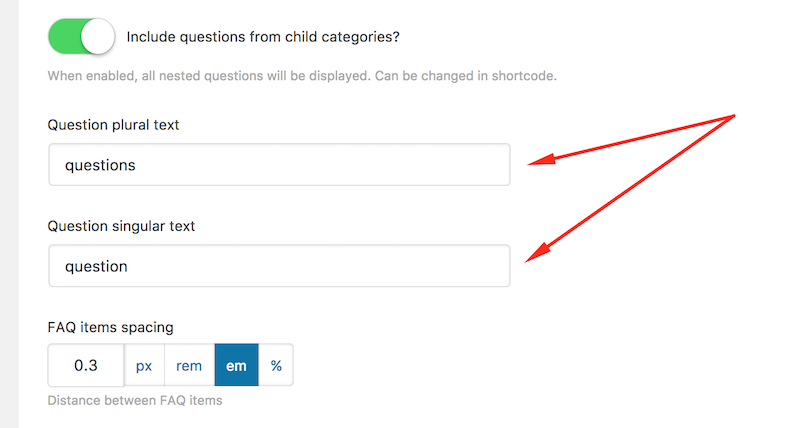 Include questions from child categories?
When enabled, all nested questions will be displayed. Can be changed in shortcode.
Question plural text
questions
Question singular text
question
FAQ items spacing
0.3 px rem em %
Distance between FAQ items